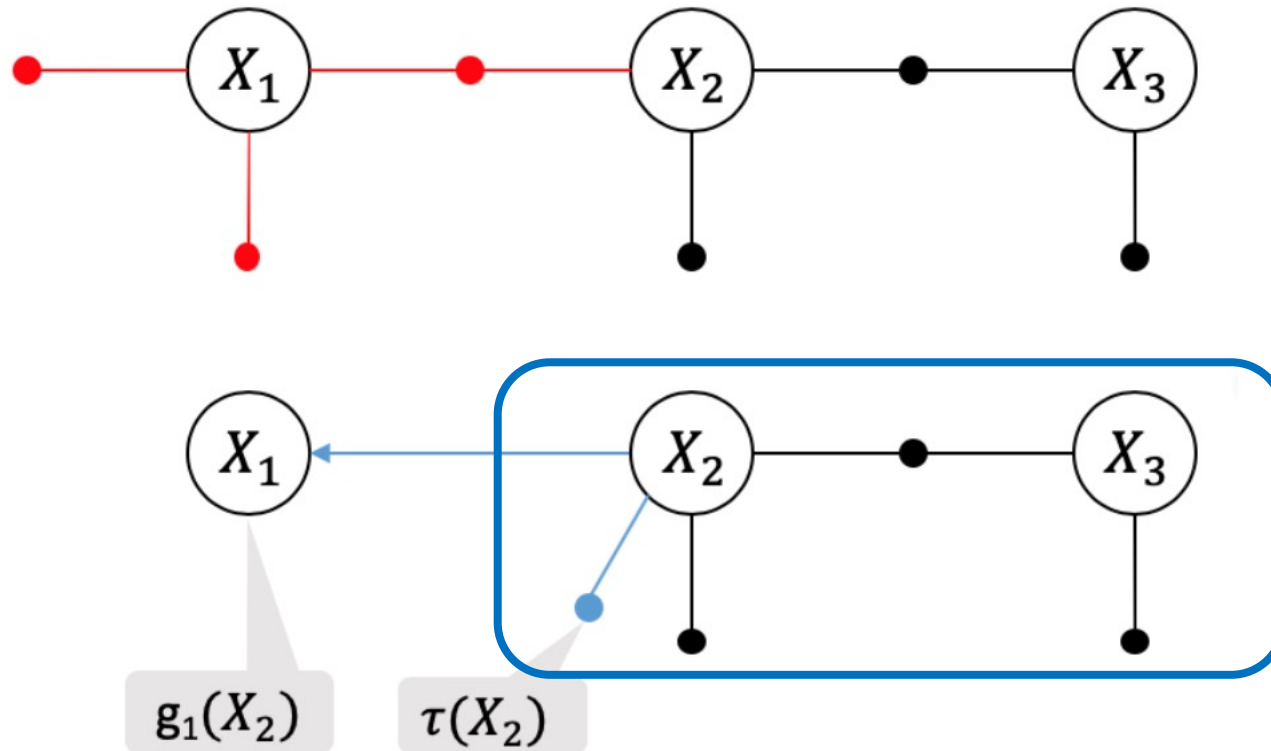 X₁ X₂ X₃
X₁ X₂ X₃
g₁(X₂) τ(X₂)